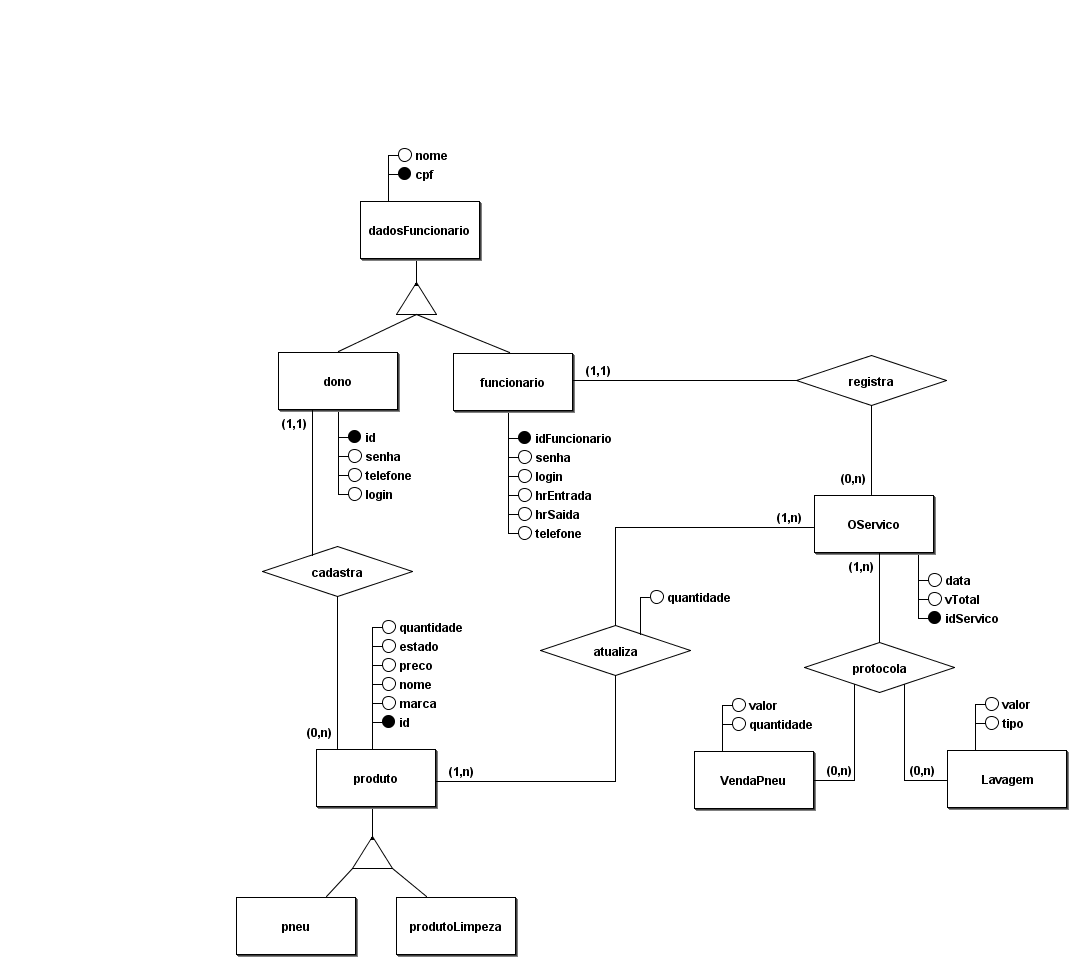 nome
cpf
dadosFuncionario
dono
funcionario
(1,1)
registra
(1,1)
id
senha
telefone
login
idFuncionario
senha
login
hrEntrada
hrSaida
telefone
(0,n)
(1,n)
OServico
(1,n)
data
vTotal
idServico
cadastra
quantidade
atualiza
protocola
quantidade
estado
preco
nome
marca
id
(0,n)
produto
(1,n)
valor
quantidade
VendaPneu
(0,n)
(0,n)
valor
tipo
Lavagem
pneu
produtoLimpeza